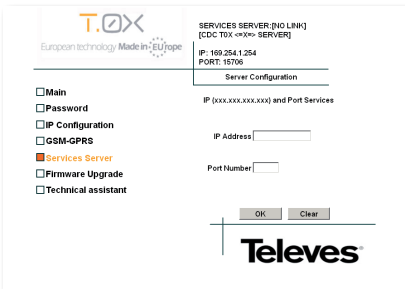 T.OX
European technology Made in EUrope
SERVICES SERVER:[NO LINK]
[CDC T0X <=X=> SERVER]
IP: 169.254.1.254
PORT: 15706
Server Configuration
Main
Password
IP Configuration
GSM-GPRS
Services Server
Firmware Upgrade
Technical assistant
IP (xxx.xxx.xxx.xxx) and Port Services
IP Address
Port Number
OK Clear
Televes